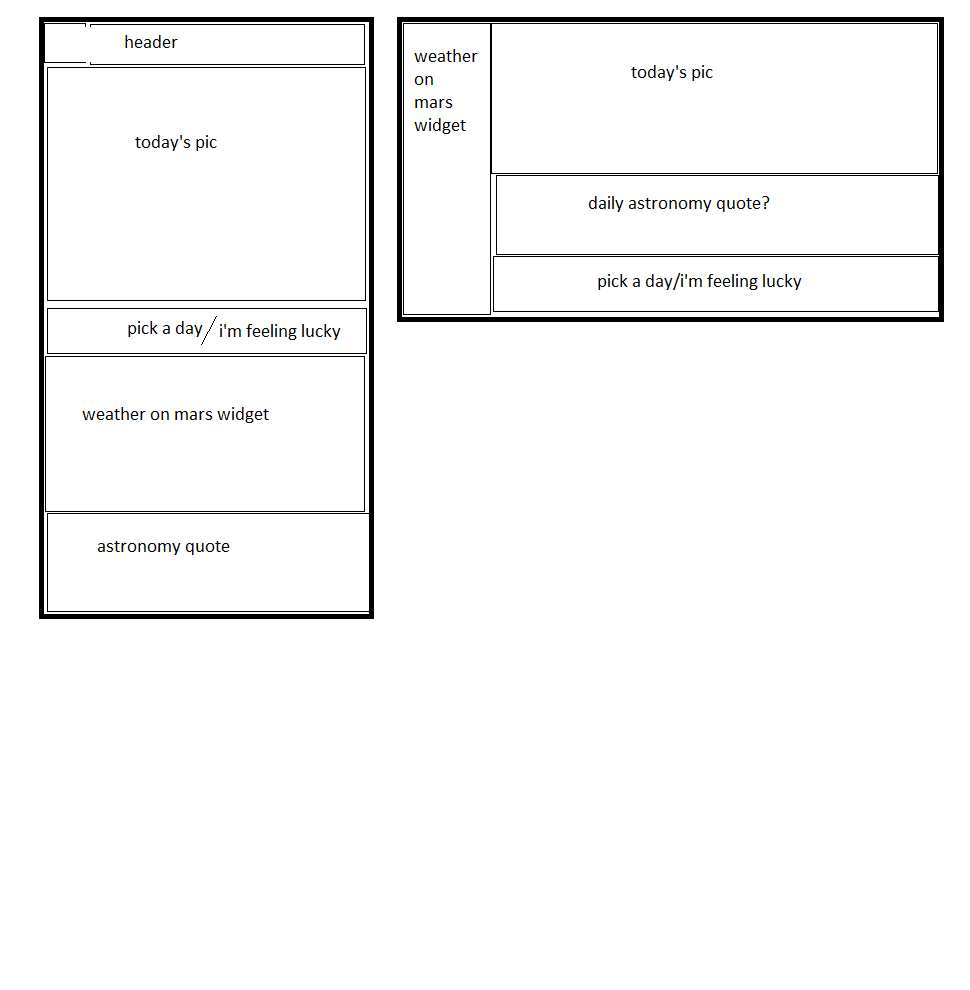 header
today's pic
pick a day/i'm feeling lucky
weather on mars widget
astronomy quote
weather
on
mars
widget
today's pic
daily astronomy quote?
pick a day/i'm feeling lucky